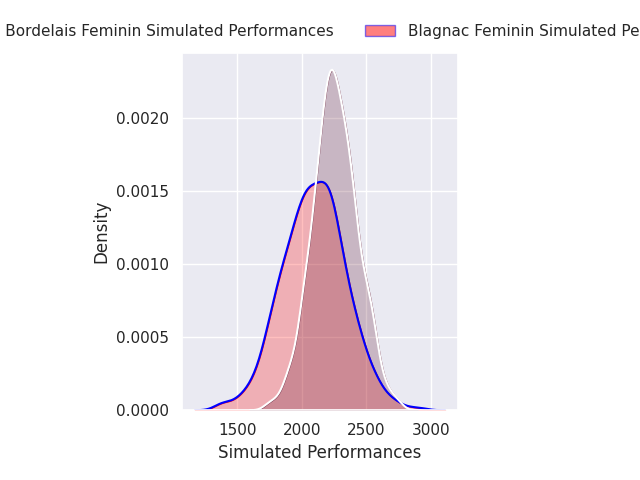 Bordelais Feminin Simulated Performances
Blagnac Feminin Simulated Pe
0.0020
0.0015
0.0010
0.0005
0.0000
Density
1500
2000
2500
3000
Simulated Performances